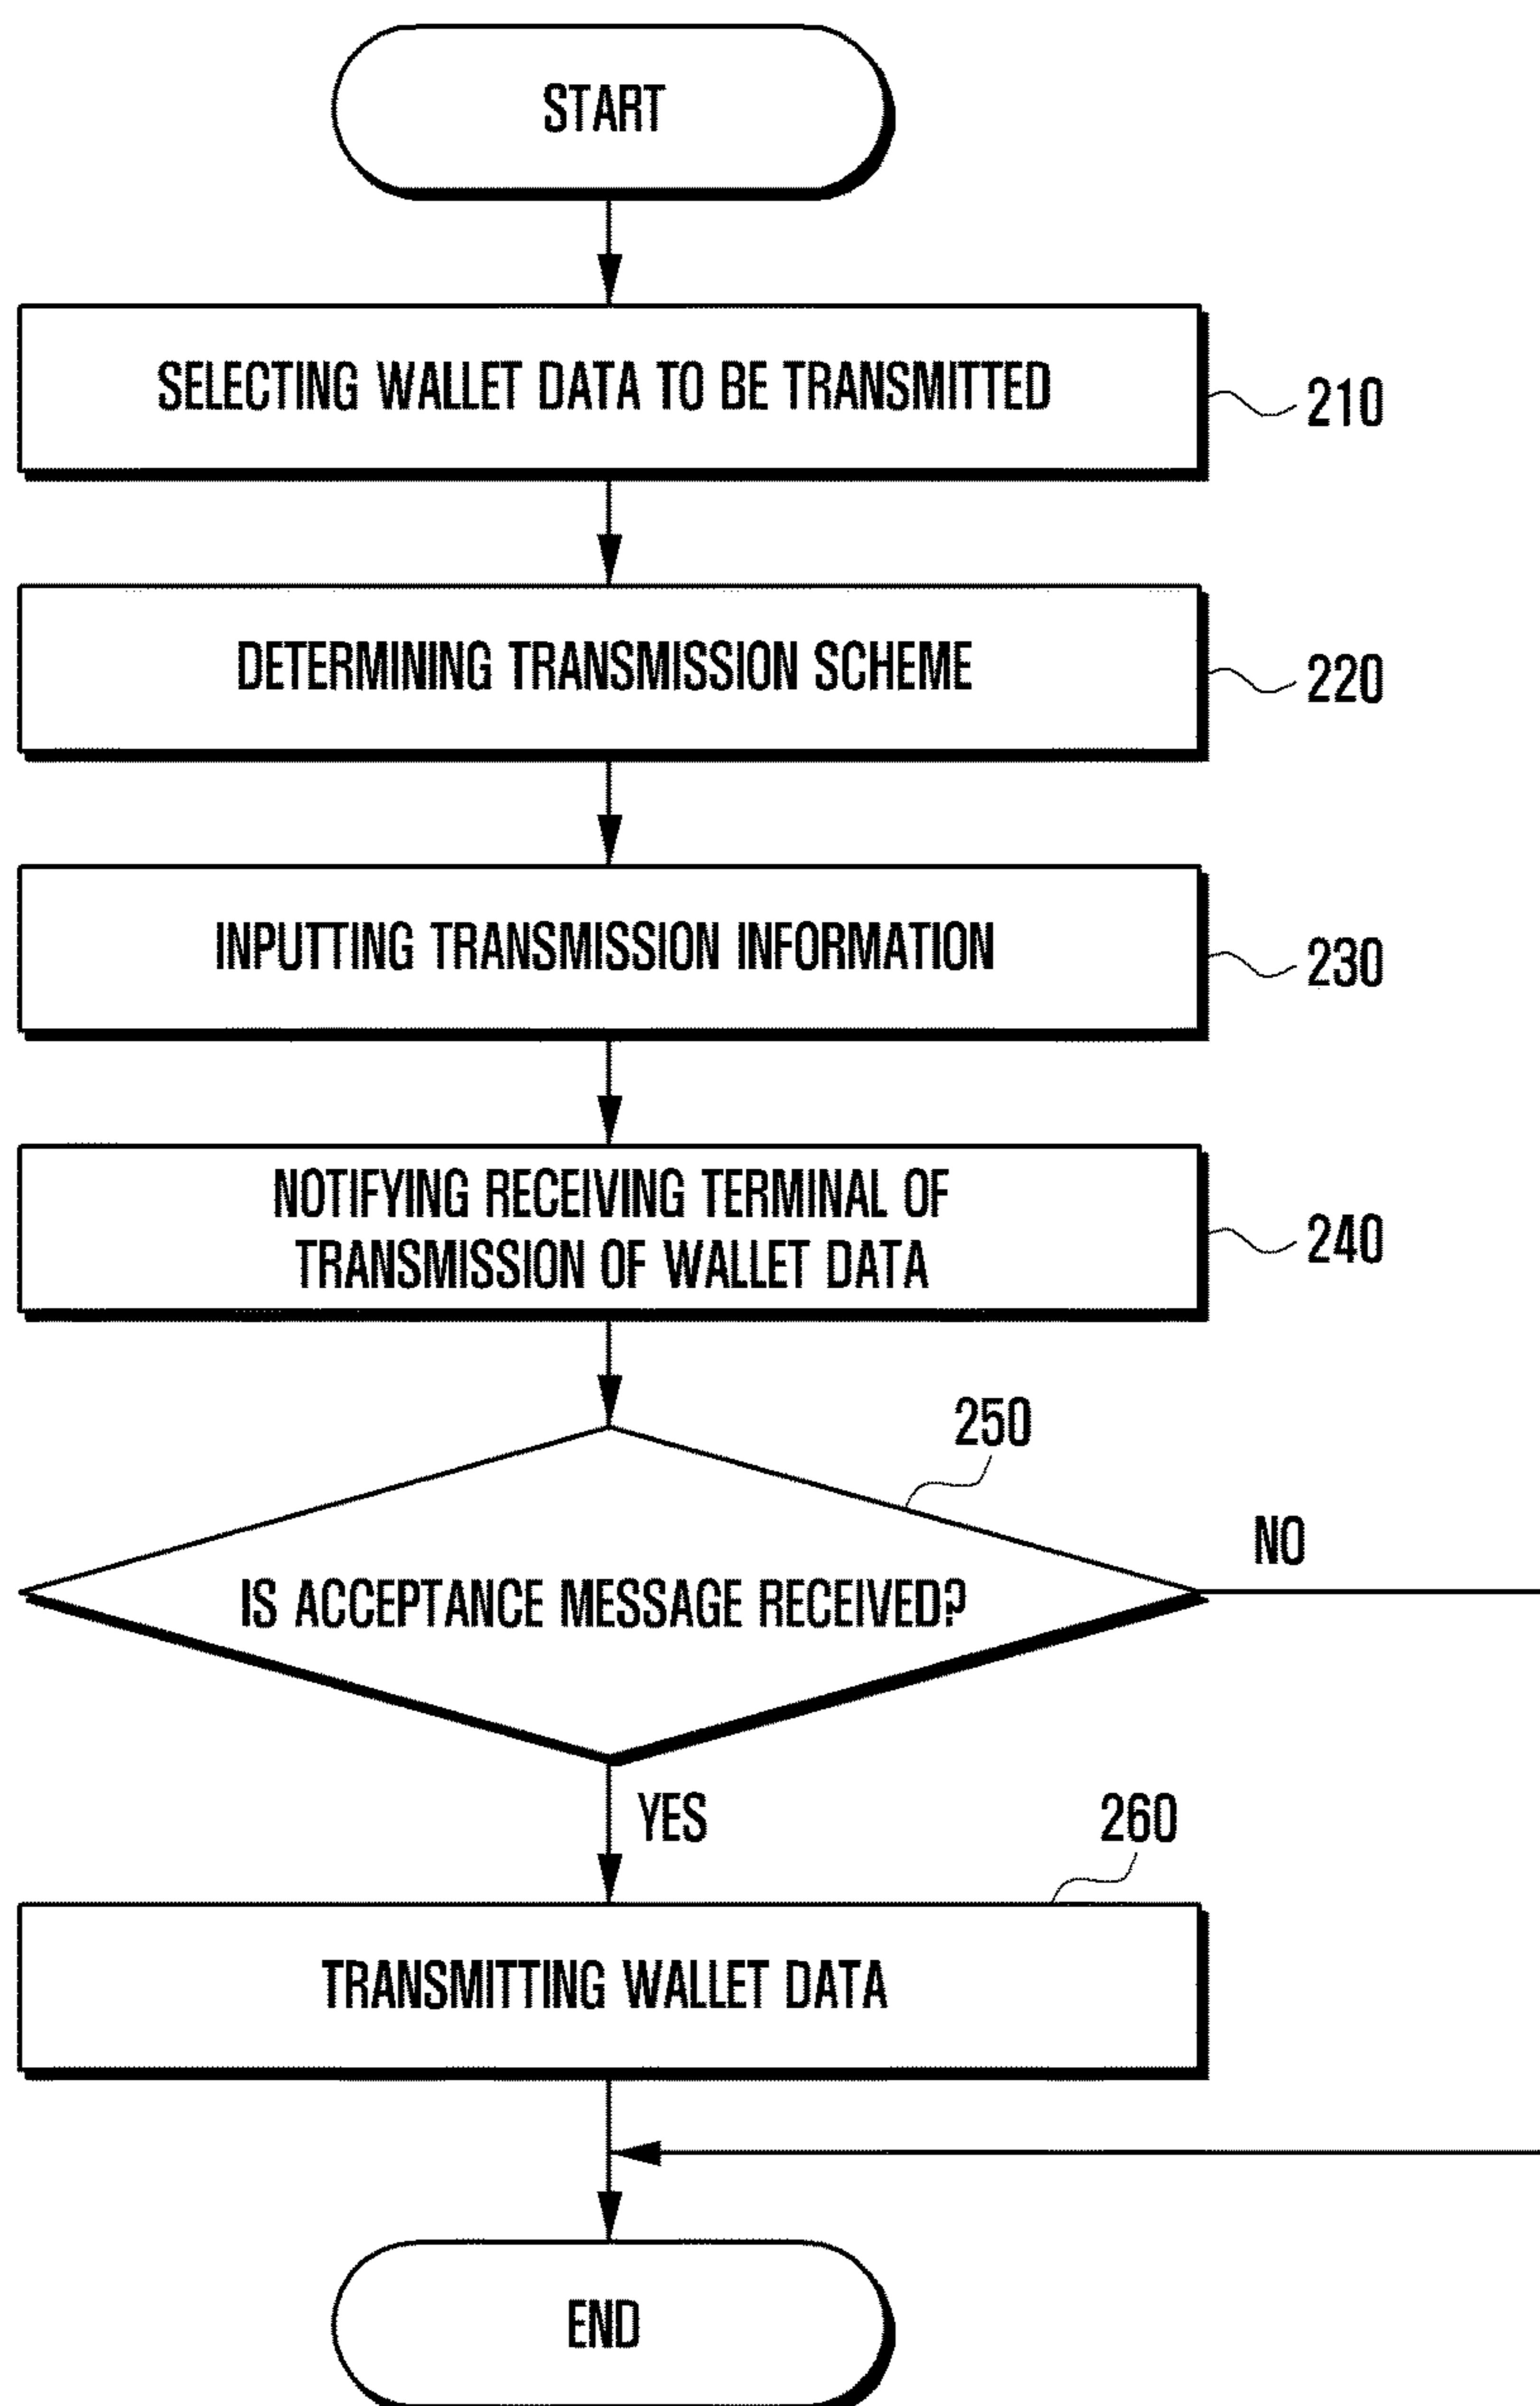 START
SELECTING WALLET DATA TO BE TRANSMITTED
210
DETERMINING TRANSMISSION SCHEME
220
INPUTTING TRANSMISSION INFORMATION
230
NOTIFYING RECEIVING TERMINAL OF
TRANSMISSION OF WALLET DATA
240
250
IS ACCEPTANCE MESSAGE RECEIVED?
NO
YES
260
TRANSMITTING WALLET DATA
END